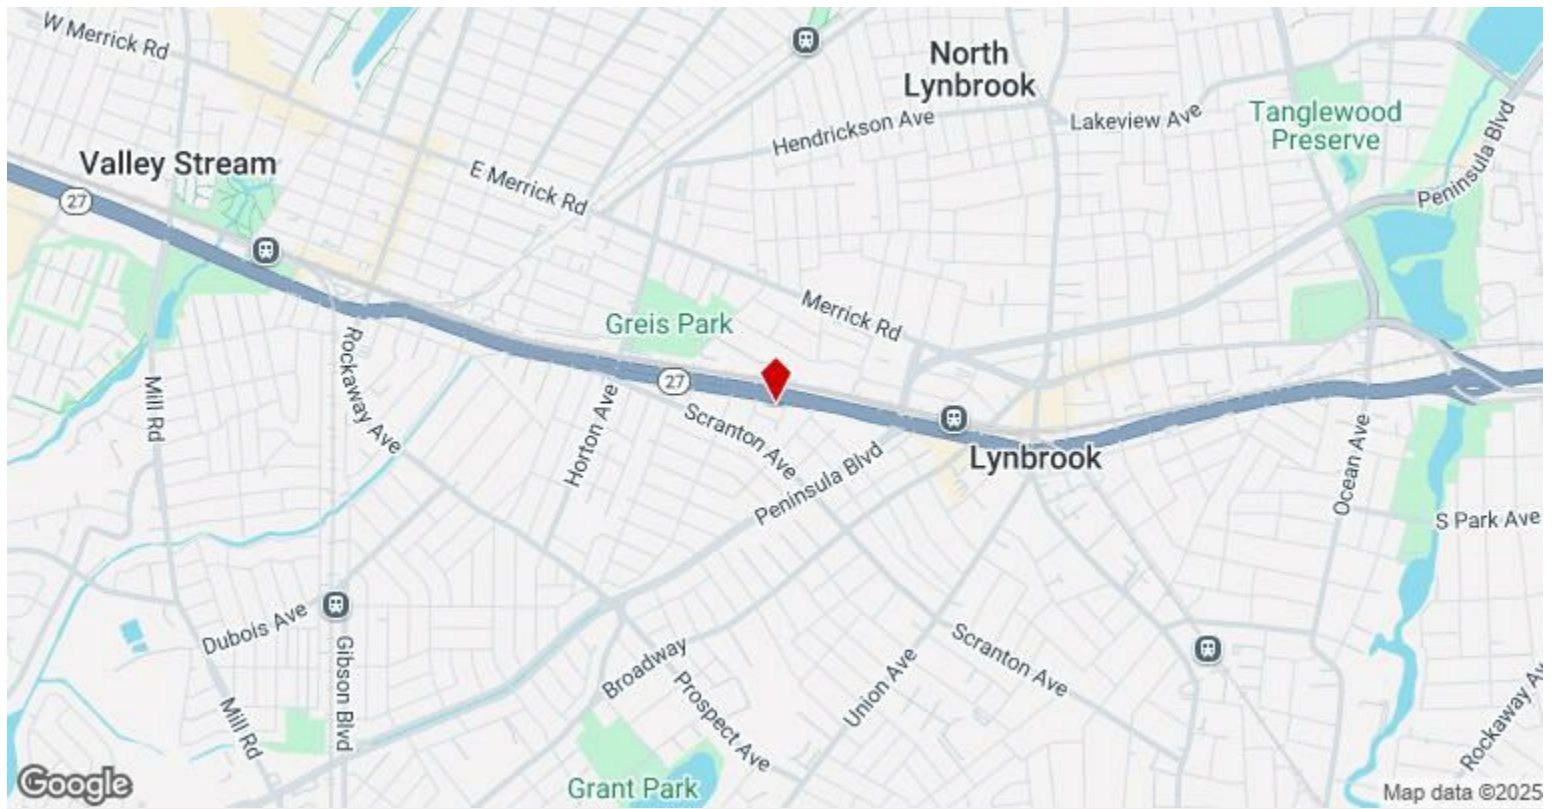 W Merrick Rd
North
Lynbrook
Tanglewood
Preserve
Lakeview Ave
Hendrickson Ave
Peninsula Blvd
Valley Stream
E Merrick Rd
27
Merrick Rd
Greis Park
27
Rockaway Ave
Mill Rd
Horton Ave
Scranton Ave
Peninsula Blvd
Lynbrook
Ocean Ave
S Park Ave
Dubois Ave
Gibson Blvd
Broadway
Scranton Ave
Union Ave
Prospect Ave
Mill Rd
Rockaway Av
Grant Park
Google
Map data ©2025